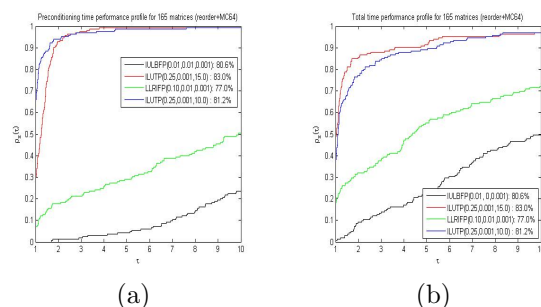 Preconditioning time performance profile for 165 matrices (reorder+MC64)
1
0.9
0.8
0.7
0.6
0.5
0.4
0.3
0.2
0.1
0
ps(τ)
IULBFP(0.01,0.01,0.001): 80.6%
ILUTP(0.25,0.001,15.0): 83.0%
LLRIFP(0.10,0.01,0.001): 77.0%
ILUTP(0.25,0.001,10.0) : 81.2%
1 2 3 4 5 6 7 8 9 10
τ
(a)
Total time performance profile for 165 matrices (reorder+MC64)
1
0.9
0.8
0.7
0.6
0.5
0.4
0.3
0.2
0.1
0
ps(τ)
IULBFP(0.01, 0,0.001): 80.6%
ILUTP(0.25,0.001,15.0) : 83.0%
LLRIFP(0.10,0.01,0.001): 77.0%
ILUTP(0.25,0.001,10.0) : 81.2%
1 2 3 4 5 6 7 8 9 10
τ
(b)